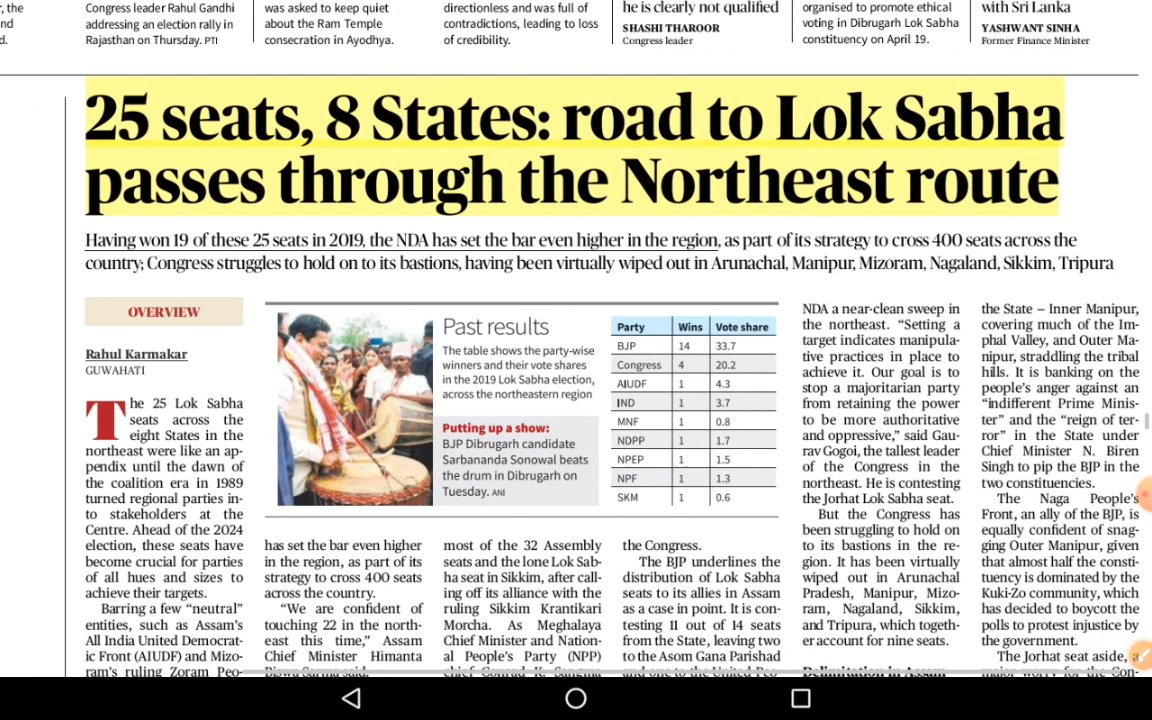 r, the
nd
d.
Congress leader Rahul Gandhi
addressing an election rally in
Rajasthan on Thursday. PTI
was asked to keep quiet
about the Ram Temple
consecration in Ayodhya.
directionless and was full of
contradictions, leading to loss
of credibility.
he is clearly not qualified
SHASHI THAROOR
Congress leader
organised to promote ethical
voting in Dibrugarh Lok Sabha
constituency on April 19.
with Sri Lanka
YASHWANT SINHA
Former Finance Minister
25 seats, 8 States: road to Lok Sabha
passes through the Northeast route
Having won 19 of these 25 seats in 2019, the NDA has set the bar even higher in the region, as part of its strategy to cross 400 seats across the
country; Congress struggles to hold on to its bastions, having been virtually wiped out in Arunachal, Manipur, Mizoram, Nagaland, Sikkim, Tripura
OVERVIEW
Rahul Karmakar
GUWAHATI
The 25 Lok Sabha
seats across the
eight States in the
northeast were like an ap-
pendix until the dawn of
the coalition era in 1989
turned regional parties in-
to stakeholders at the
Centre. Ahead of the 2024
election, these seats have
become crucial for parties
of all hues and sizes to
achieve their targets.
Barring a few “neutral”
entities, such as Assam’s
All India United Democrat-
ic Front (AIUDF) and Mizo-
ram’s ruling Zoram Peo-
Past results
The table shows the party-wise
winners and their vote shares
in the 2019 Lok Sabha election,
across the northeastern region
Putting up a show:
BJP Dibrugarh candidate
Sarbananda Sonowal beats
the drum in Dibrugarh on
Tuesday. ANI
Party Wins Vote share
BJP 14 33.7
Congress 4 20.2
AIUDF 1 4.3
IND 1 3.7
MNF 1 0.8
NDPP 1 1.7
NPEP 1 1.5
NPF 1 1.3
SKM 1 0.6
has set the bar even higher
in the region, as part of its
strategy to cross 400 seats
across the country.
“We are confident of
touching 22 in the north-
east this time,” Assam
Chief Minister Himanta
Biswa Sarma said.
most of the 32 Assembly
seats and the lone Lok Sab-
ha seat in Sikkim, after call-
ing off its alliance with the
ruling Sikkim Krantikari
Morcha. As Meghalaya
Chief Minister and Nation-
al People’s Party (NPP)
chief Conrad K. Sangma
the Congress.
The BJP underlines the
distribution of Lok Sabha
seats to its allies in Assam
as a case in point. It is con-
testing 11 out of 14 seats
from the State, leaving two
to the Asom Gana Parishad
and one to the United Peo-
NDA a near-clean sweep in
the northeast. “Setting a
target indicates manipula-
tive practices in place to
achieve it. Our goal is to
stop a majoritarian party
from retaining the power
to be more authoritative
and oppressive,” said Gau-
rav Gogoi, the tallest leader
of the Congress in the
northeast. He is contesting
the Jorhat Lok Sabha seat.
But the Congress has
been struggling to hold on
to its bastions in the re-
gion. It has been virtually
wiped out in Arunachal
Pradesh, Manipur, Mizo-
ram, Nagaland, Sikkim,
and Tripura, which togeth-
er account for nine seats.
Delimitation in Assam
the State – Inner Manipur,
covering much of the Im-
phal Valley, and Outer Ma-
nipur, straddling the tribal
hills. It is banking on the
people’s anger against an
“indifferent Prime Minis-
ter” and the “reign of ter-
ror” in the State under
Chief Minister N. Biren
Singh to pip the BJP in the
two constituencies.
The Naga People’s
Front, an ally of the BJP, is
equally confident of snag-
ging Outer Manipur, given
that almost half the consti-
tuency is dominated by the
Kuki-Zo community, which
has decided to boycott the
polls to protest injustice by
the government.
The Jorhat seat aside, a
major worry for the Con-